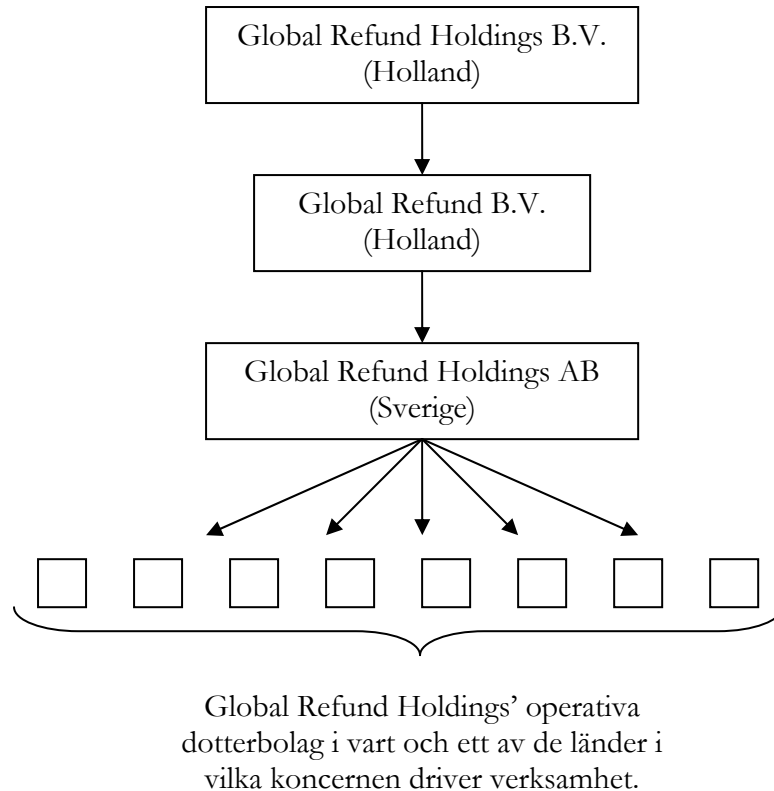 Global Refund Holdings B.V.
(Holland)
Global Refund B.V.
(Holland)
Global Refund Holdings AB
(Sverige)
Global Refund Holdings’ operativa
dotterbolag i vart och ett av de länder i
vilka koncernen driver verksamhet.